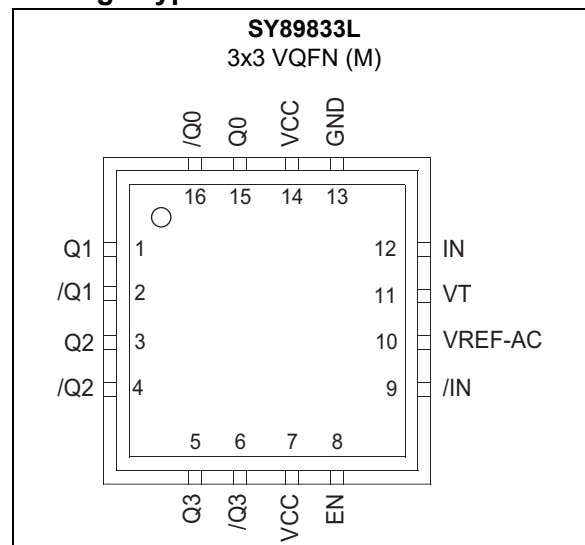 SY89833L
3x3 VQFN (M)
/Q0 Q0 VCC GND
16 15 14 13
Q1 1 12 IN
/Q1 2 11 VT
Q2 3 10 VREF-AC
/Q2 4 9 /IN
5 6 7 8
Q3 /Q3 VCC EN